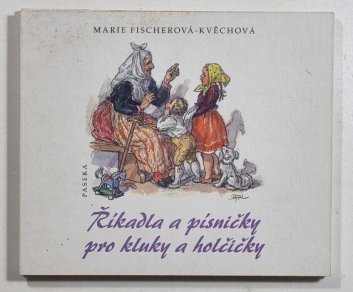 MARIE FISCHEROVÁ-KVĚCHOVÁ
PASEKA
Říkadla a písničky
pro kluky a holčičky